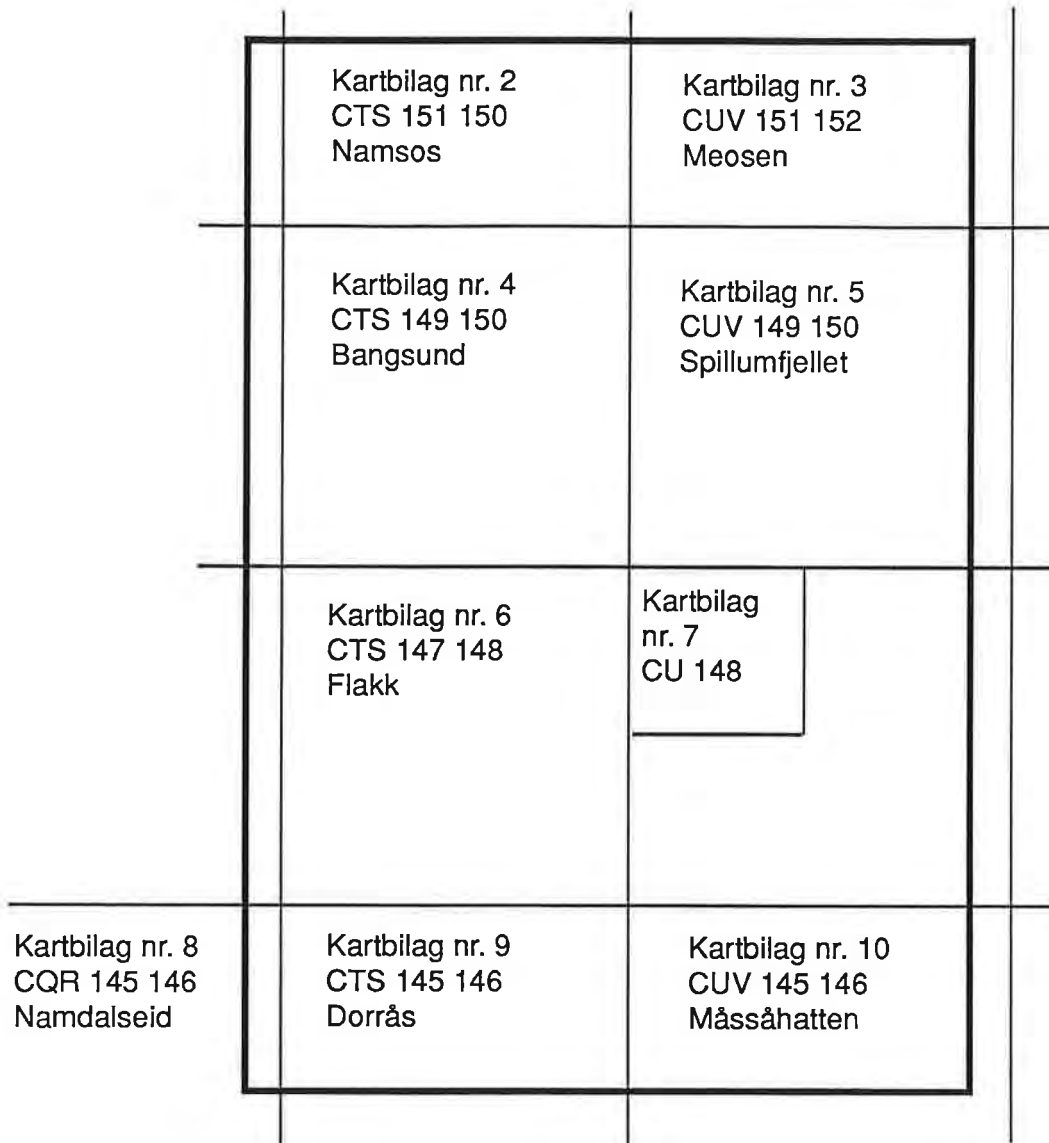 Kartbilag nr. 2
CTS 151 150
Namsos
Kartbilag nr. 3
CUV 151 152
Meosen
Kartbilag nr. 4
CTS 149 150
Bangsund
Kartbilag nr. 5
CUV 149 150
Spillumfjellet
Kartbilag nr. 6
CTS 147 148
Flakk
Kartbilag
nr. 7
CU 148
Kartbilag nr. 8
CQR 145 146
Namdalseid
Kartbilag nr. 9
CTS 145 146
Dorrås
Kartbilag nr. 10
CUV 145 146
Måssåhatten